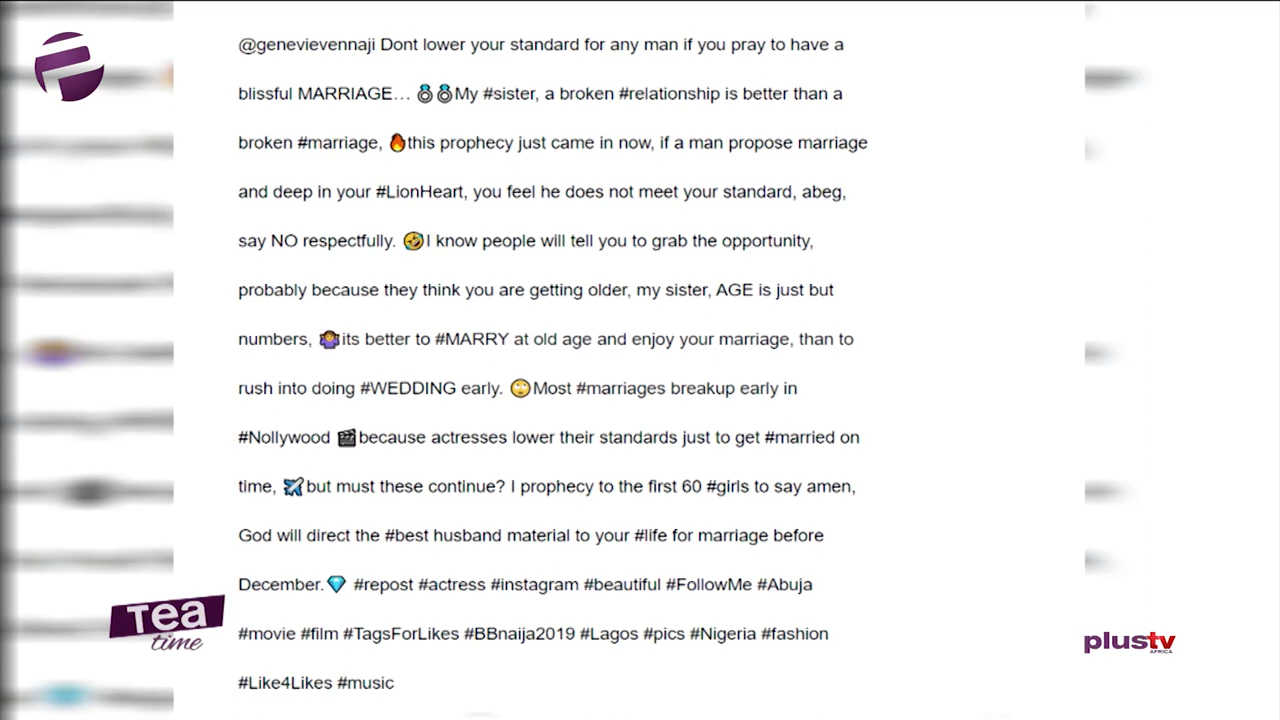 @genevievennaji Dont lower your standard for any man if you pray to have a
blissful MARRIAGE… 💍💍My #sister, a broken #relationship is better than a
broken #marriage, 🔥this prophecy just came in now, if a man propose marriage
and deep in your #LionHeart, you feel he does not meet your standard, abeg,
say NO respectfully. 🤣I know people will tell you to grab the opportunity,
probably because they think you are getting older, my sister, AGE is just but
numbers, 🤷🏽‍♀️its better to #MARRY at old age and enjoy your marriage, than to
rush into doing #WEDDING early. 🙄Most #marriages breakup early in
#Nollywood 🎬because actresses lower their standards just to get #married on
time, ✈️but must these continue? I prophecy to the first 60 #girls to say amen,
God will direct the #best husband material to your #life for marriage before
December.💎 #repost #actress #instagram #beautiful #FollowMe #Abuja
#movie #film #TagsForLikes #BBnaija2019 #Lagos #pics #Nigeria #fashion
#Like4Likes #music
Tea
time
plustv
AFRICA